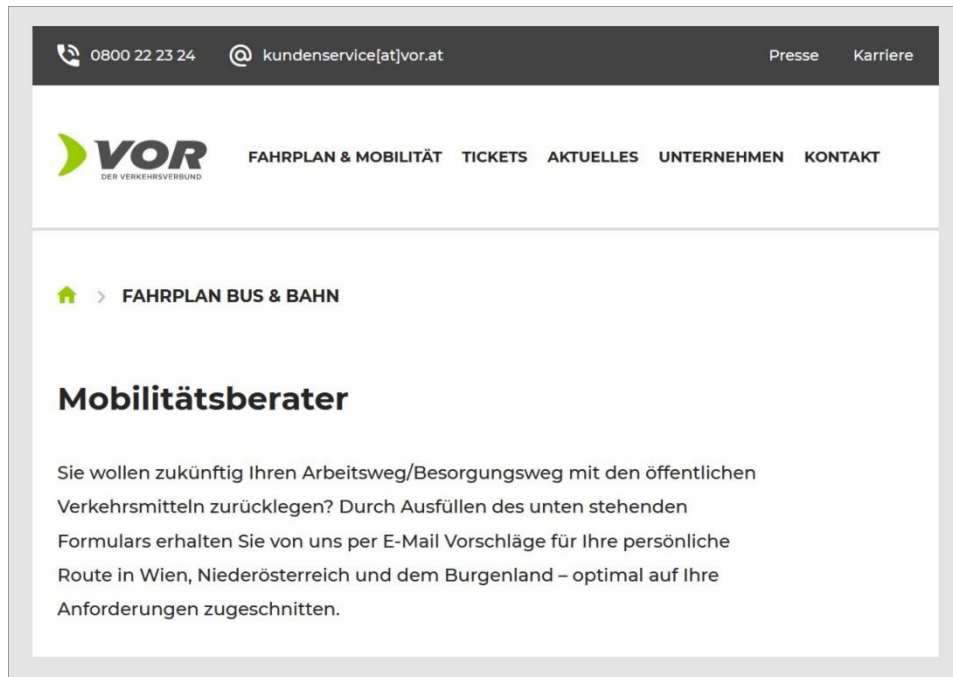 0800 22 23 24 kundenservice[at]vor.at Presse Karriere
VOR
DER VERKEHRSVERBUND
FAHRPLAN & MOBILITÄT TICKETS AKTUELLES UNTERNEHMEN KONTAKT
FAHRPLAN BUS & BAHN
Mobilitätsberater
Sie wollen zukünftig Ihren Arbeitsweg/Besorgungsweg mit den öffentlichen
Verkehrsmitteln zurücklegen? Durch Ausfüllen des unten stehenden
Formulars erhalten Sie von uns per E-Mail Vorschläge für Ihre persönliche
Route in Wien, Niederösterreich und dem Burgenland – optimal auf Ihre
Anforderungen zugeschnitten.